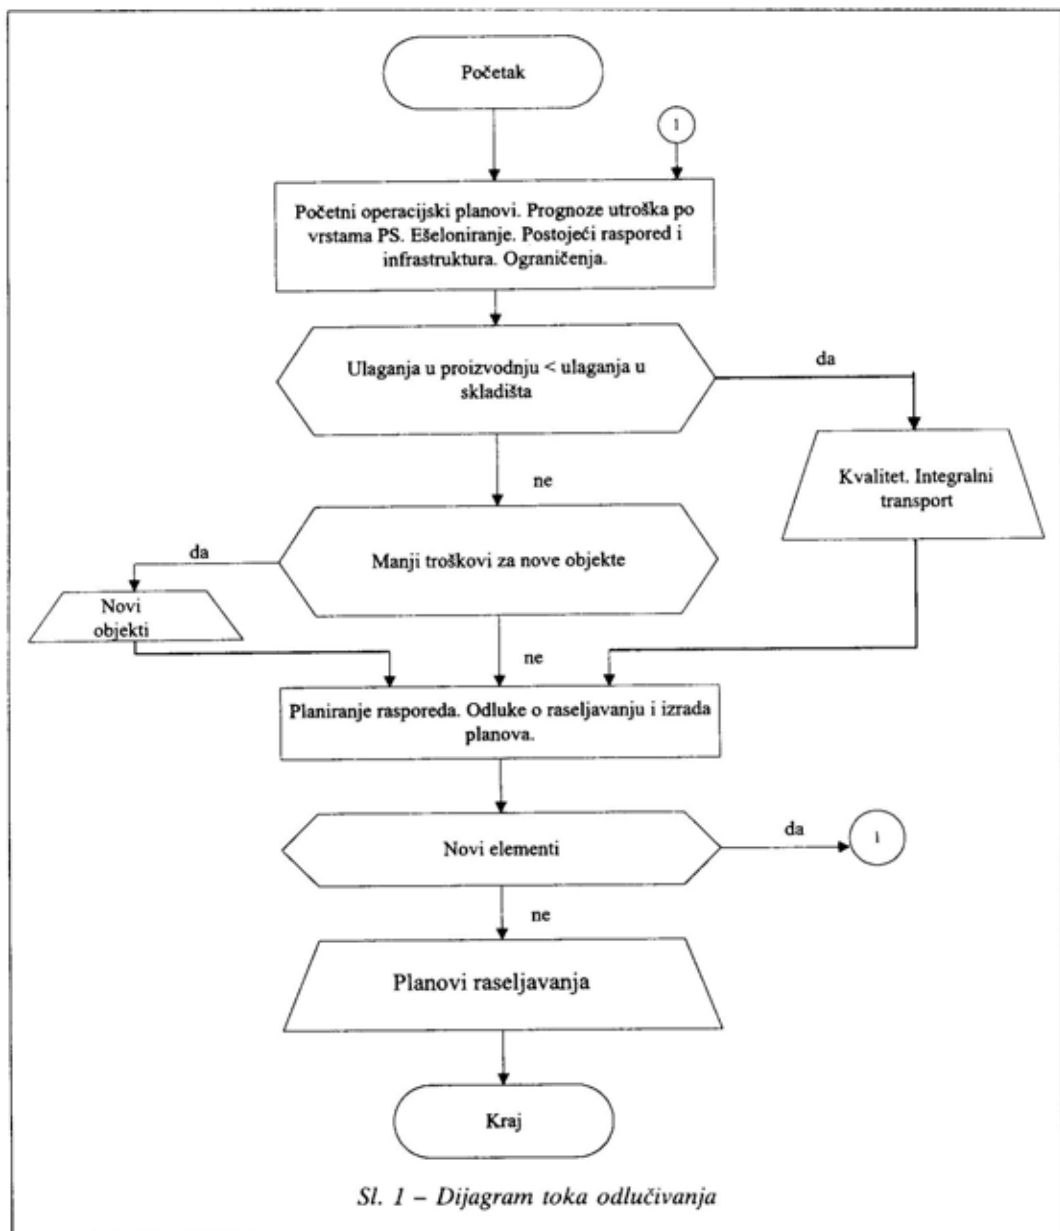 Početak
1
Početni operacijski planovi. Prognoze utroška po
vrstama PS. Ešeloniranje. Postojeći raspored i
infrastruktura. Ograničenja.
Ulaganja u proizvodnju < ulaganja u
skladišta
da
ne
Kvalitet. Integralni
transport
Manji troškovi za nove objekte
da
Novi
objekti
ne
Planiranje rasporeda. Odluke o raseljavanju i izrada
planova.
Novi elementi
da
1
ne
Planovi raseljavanja
Kraj
Sl. 1 – Dijagram toka odlučivanja